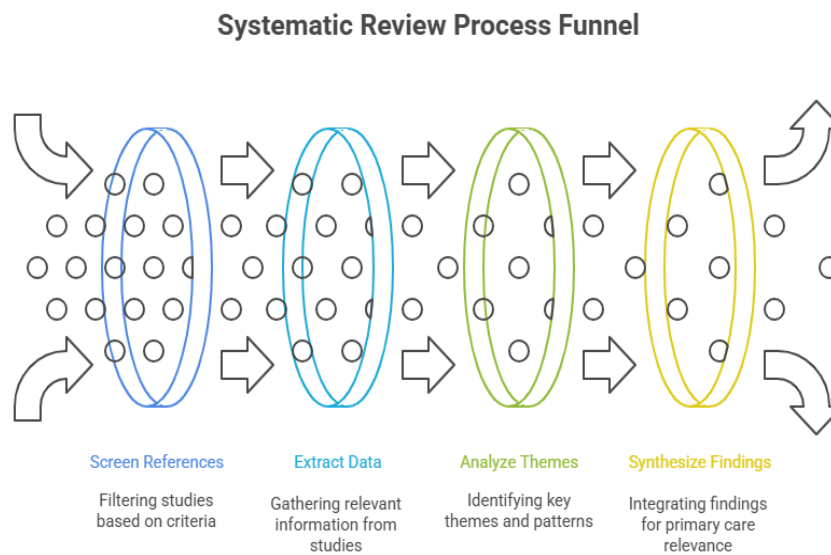 Systematic Review Process Funnel
Screen References
Filtering studies
based on criteria
Extract Data
Gathering relevant
information from
studies
Analyze Themes
Identifying key
themes and patterns
Synthesize Findings
Integrating findings
for primary care
relevance